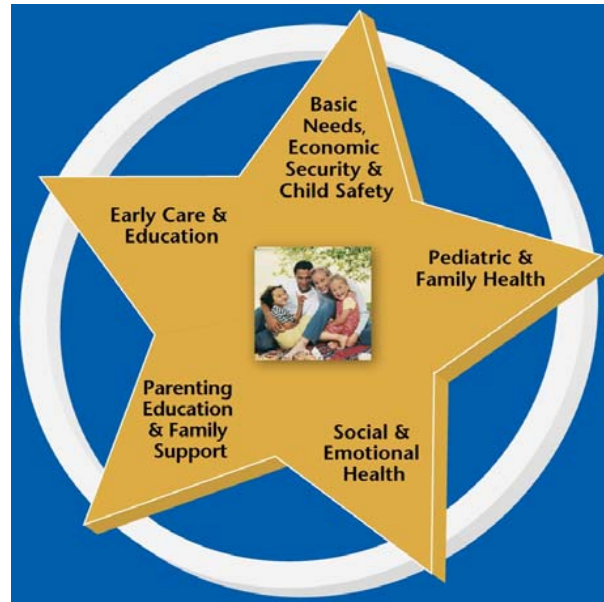 Basic
Needs,
Economic
Security &
Child Safety
Early Care &
Education
Pediatric &
Family Health
Parenting
Education
& Family
Support
Social &
Emotional
Health